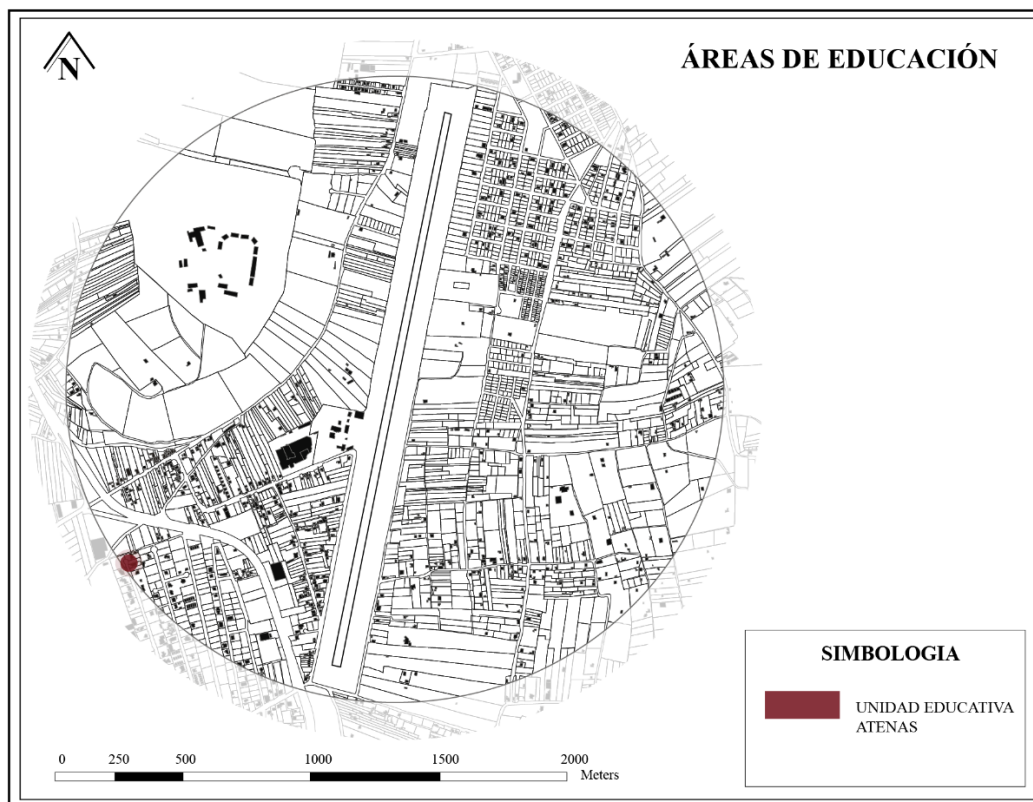 N
ÁREAS DE EDUCACIÓN
SIMBOLOGIA
UNIDAD EDUCATIVA
ATENAS
0 250 500 1000 1500 2000
Meters